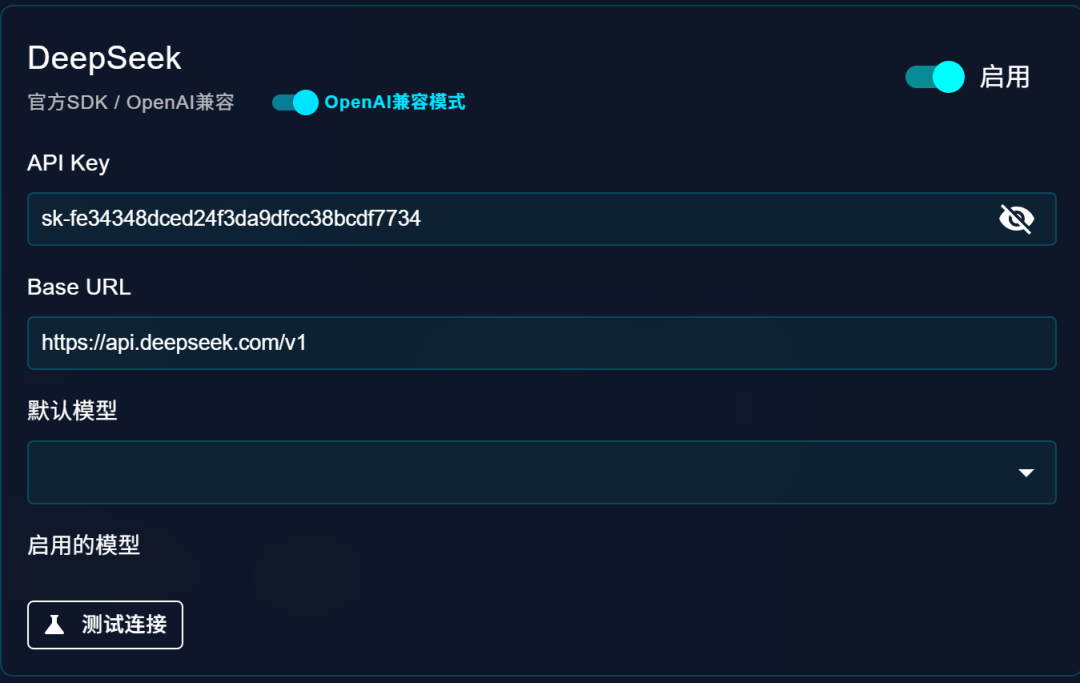 DeepSeek
启用
官方SDK / OpenAI兼容
OpenAI兼容模式
API Key
sk-fe34348dced24f3da9dfcc38bcdf7734
Base URL
https://api.deepseek.com/v1
默认模型
启用的模型
测试连接